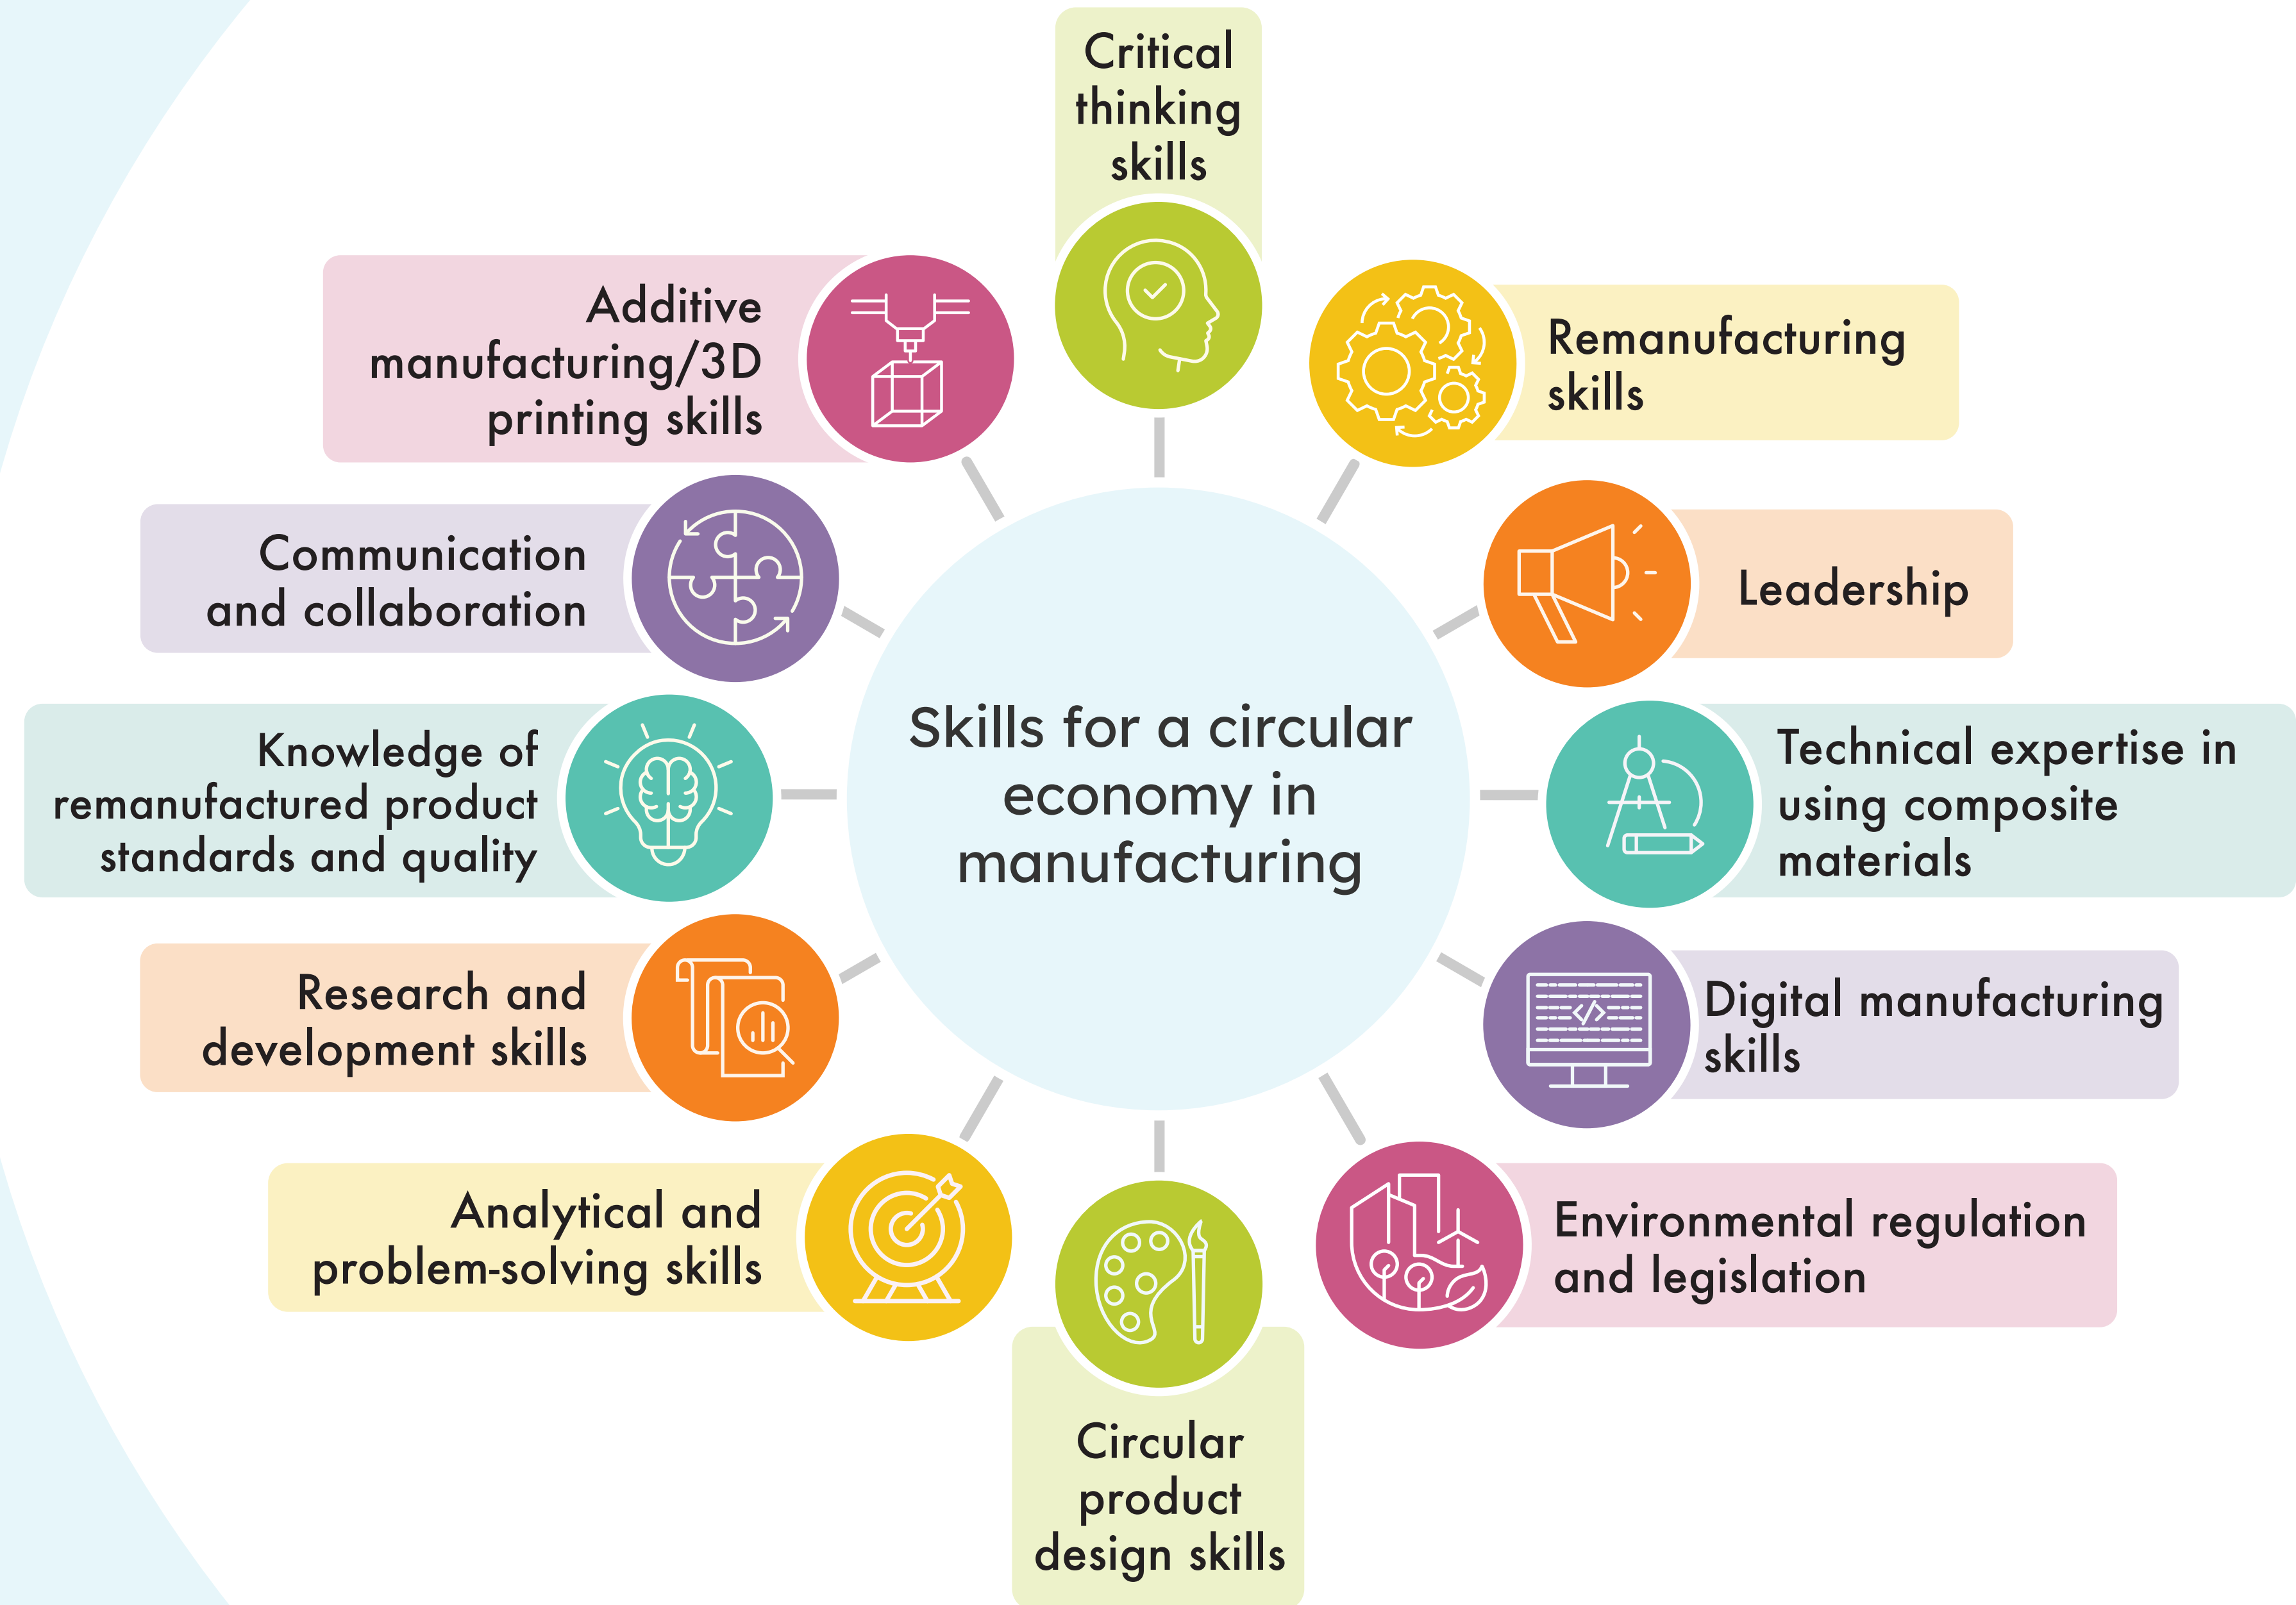 Critical
thinking
skills
Remanufacturing
skills
Leadership
Technical expertise in
using composite
materials
Digital manufacturing
skills
Environmental regulation
and legislation
Circular
product
design skills
Analytical and
problem-solving skills
Research and
development skills
Knowledge of
remanufactured product
standards and quality
Communication
and collaboration
Additive
manufacturing/3D
printing skills
Skills for a circular
economy in
manufacturing